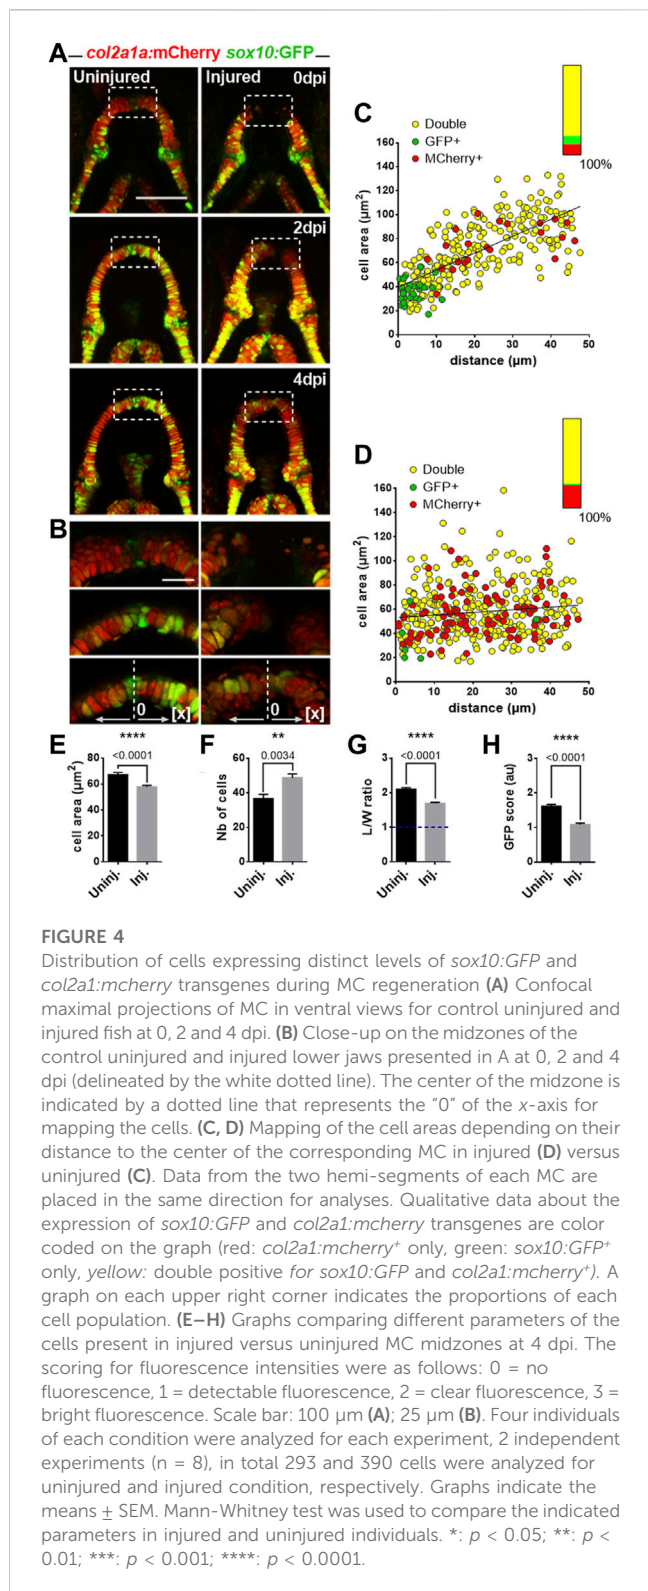 A
col2a1a:mCherry sox10:GFP
Uninjured
Injured
0dpi
2dpi
4dpi
B
0
[x]
0
[x]
C
Double
GFP+
MCherry+
100%
160
140
120
100
80
60
40
20
0
cell area (µm²)
0 10 20 30 40 50
distance (µm)
D
Double
GFP+
MCherry+
100%
160
140
120
100
80
60
40
20
0
cell area (µm²)
0 10 20 30 40 50
distance (µm)
E
****
<0.0001
80
60
40
20
0
cell area (µm²)
Uninj. Inj.
F
**
0.0034
60
40
20
0
Nb of cells
Uninj. Inj.
G
****
<0.0001
3
2
1
0
L/W ratio
Uninj. Inj.
H
****
<0.0001
3
2
1
0
GFP score (au)
Uninj. Inj.
FIGURE 4
Distribution of cells expressing distinct levels of sox10:GFP and
col2a1:mcherry transgenes during MC regeneration (A) Confocal
maximal projections of MC in ventral views for control uninjured and
injured fish at 0, 2 and 4 dpi. (B) Close-up on the midzones of the
control uninjured and injured lower jaws presented in A at 0, 2 and 4
dpi (delineated by the white dotted line). The center of the midzone is
indicated by a dotted line that represents the "0" of the x-axis for
mapping the cells. (C, D) Mapping of the cell areas depending on their
distance to the center of the corresponding MC in injured (D) versus
uninjured (C). Data from the two hemi-segments of each MC are
placed in the same direction for analyses. Qualitative data about the
expression of sox10:GFP and col2a1:mcherry transgenes are color
coded on the graph (red: col2a1:mcherry⁺ only, green: sox10:GFP⁺
only, yellow: double positive for sox10:GFP and col2a1:mcherry⁺). A
graph on each upper right corner indicates the proportions of each
cell population. (E–H) Graphs comparing different parameters of the
cells present in injured versus uninjured MC midzones at 4 dpi. The
scoring for fluorescence intensities were as follows: 0 = no
fluorescence, 1 = detectable fluorescence, 2 = clear fluorescence, 3 =
bright fluorescence. Scale bar: 100 µm (A); 25 µm (B). Four individuals
of each condition were analyzed for each experiment, 2 independent
experiments (n = 8), in total 293 and 390 cells were analyzed for
uninjured and injured condition, respectively. Graphs indicate the
means ± SEM. Mann-Whitney test was used to compare the indicated
parameters in injured and uninjured individuals. *: p < 0.05; **: p <
0.01; ***: p < 0.001; ****: p < 0.0001.